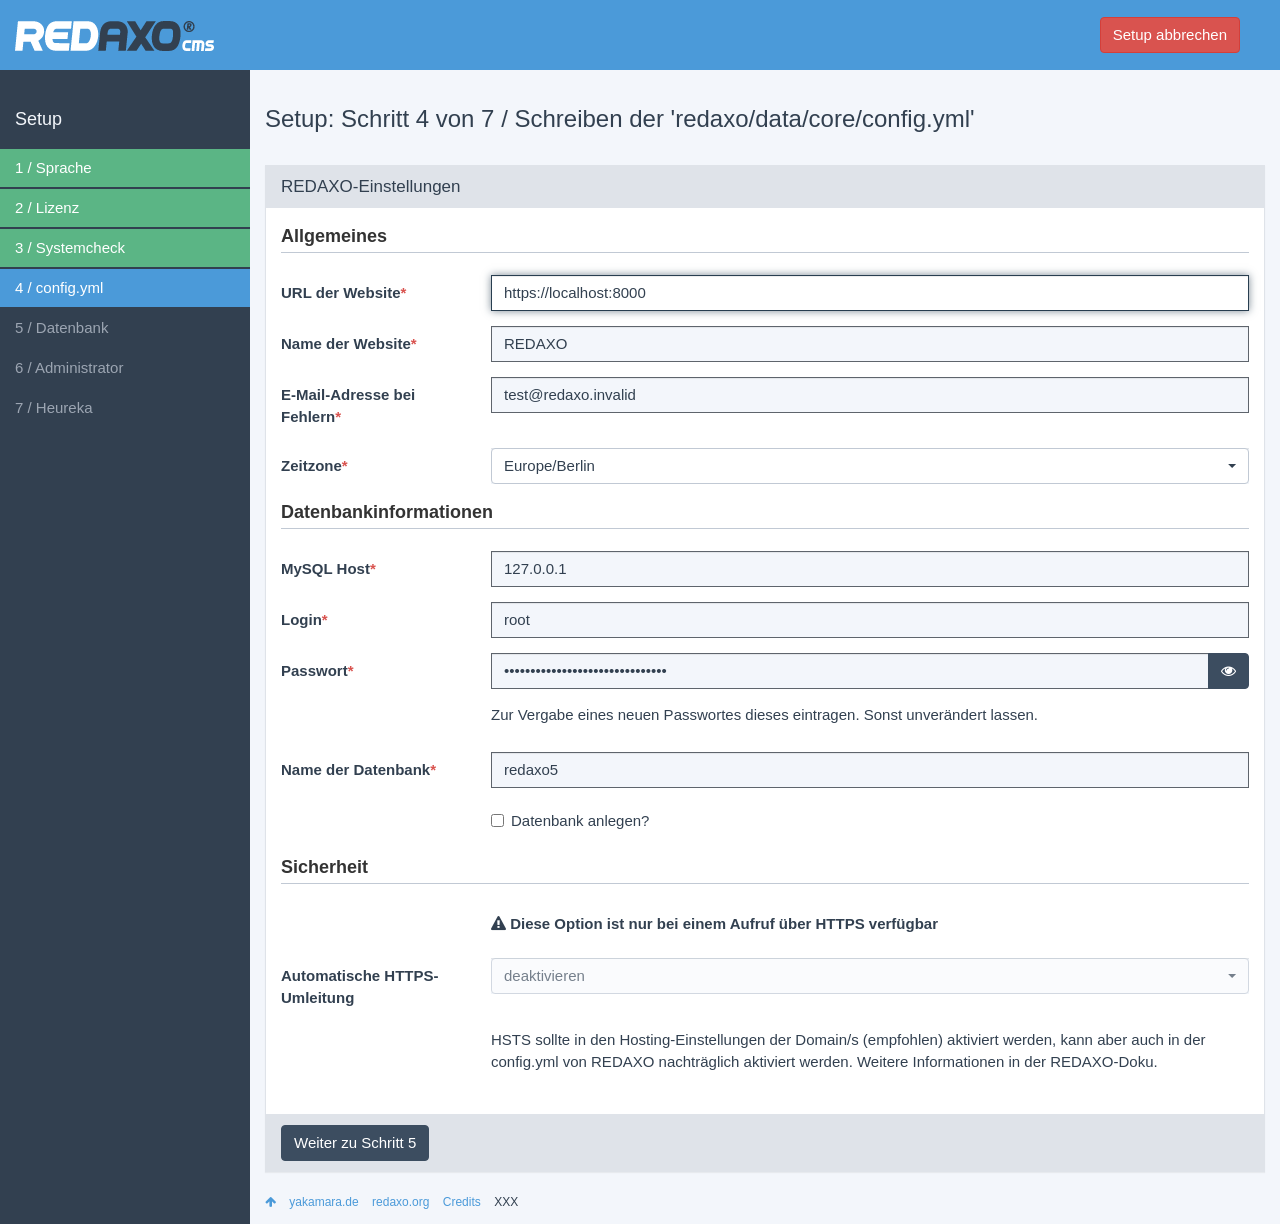 REDAXO® cms
Setup abbrechen
Setup
1 / Sprache
2 / Lizenz
3 / Systemcheck
4 / config.yml
5 / Datenbank
6 / Administrator
7 / Heureka
Setup: Schritt 4 von 7 / Schreiben der 'redaxo/data/core/config.yml'
REDAXO-Einstellungen
Allgemeines
URL der Website*
https://localhost:8000
Name der Website*
REDAXO
E-Mail-Adresse bei
Fehlern*
test@redaxo.invalid
Zeitzone*
Europe/Berlin
Datenbankinformationen
MySQL Host*
127.0.0.1
Login*
root
Passwort*
•••••••••••••••••••••••••••••••
Zur Vergabe eines neuen Passwortes dieses eintragen. Sonst unverändert lassen.
Name der Datenbank*
redaxo5
Datenbank anlegen?
Sicherheit
Diese Option ist nur bei einem Aufruf über HTTPS verfügbar
Automatische HTTPS-
Umleitung
deaktivieren
HSTS sollte in den Hosting-Einstellungen der Domain/s (empfohlen) aktiviert werden, kann aber auch in der
config.yml von REDAXO nachträglich aktiviert werden. Weitere Informationen in der REDAXO-Doku.
Weiter zu Schritt 5
yakamara.de redaxo.org Credits XXX